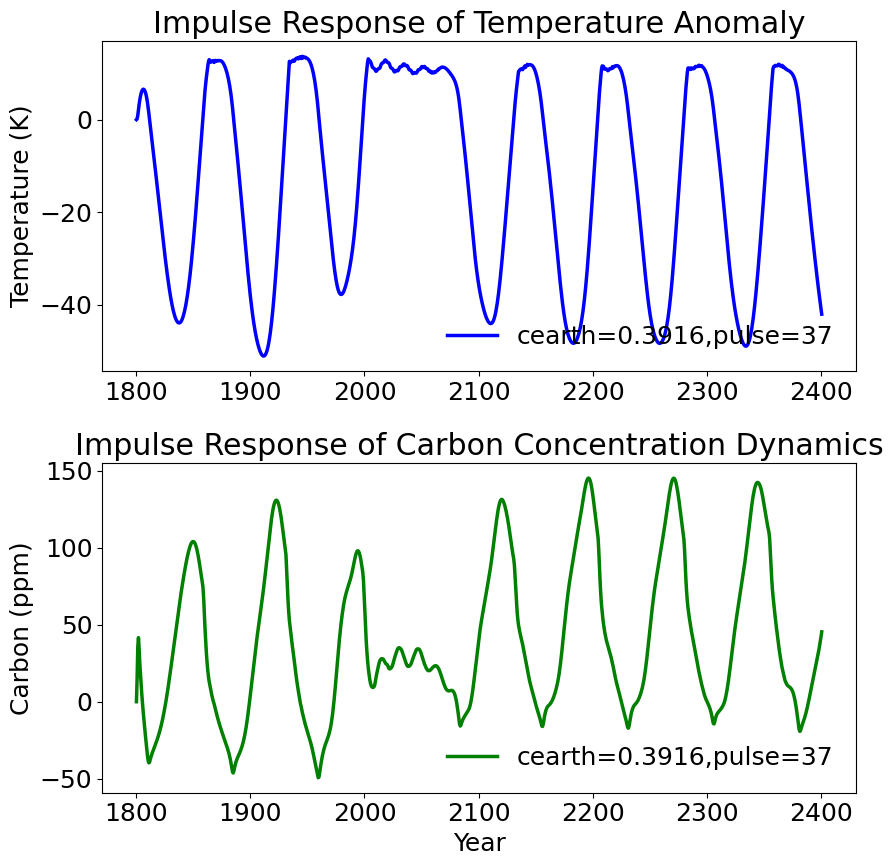 Impulse Response of Temperature Anomaly
Temperature (K)
0
−20
−40
cearth=0.3916,pulse=37
1800 1900 2000 2100 2200 2300 2400
Impulse Response of Carbon Concentration Dynamics
Carbon (ppm)
150
100
50
0
−50
cearth=0.3916,pulse=37
1800 1900 2000 2100 2200 2300 2400
Year